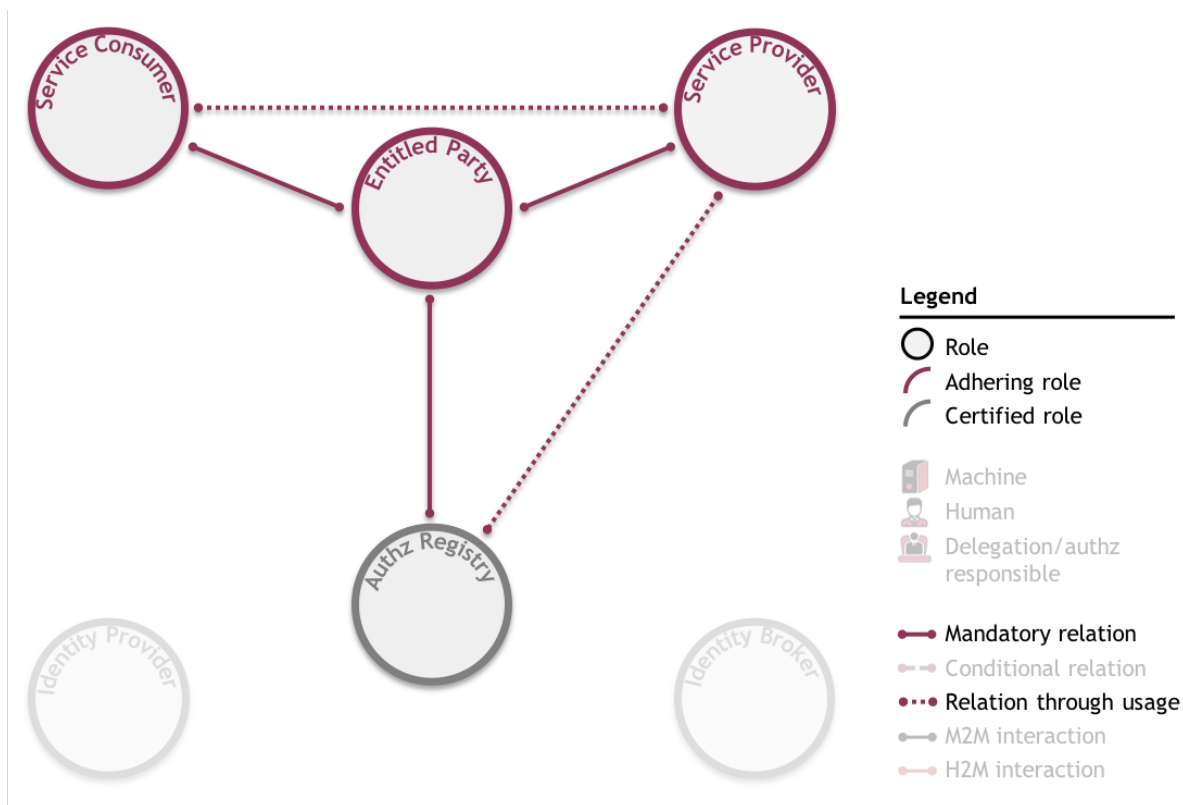 Service Consumer
Service Provider
Entitled Party
Authz Registry
Identity Provider
Identity Broker
Legend
Role
Adhering role
Certified role
Machine
Human
Delegation/authz
responsible
Mandatory relation
Conditional relation
Relation through usage
M2M interaction
H2M interaction